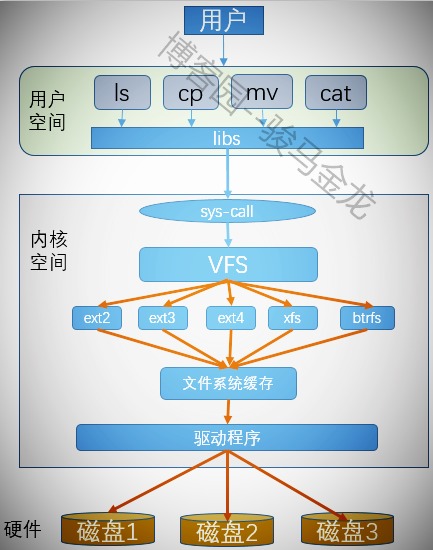 用户
用户
空间
ls cp mv cat
libs
博客园--骏马金龙
sys-call
内核
空间
VFS
ext2 ext3 ext4 xfs btrfs
文件系统缓存
驱动程序
硬件
磁盘1 磁盘2 磁盘3